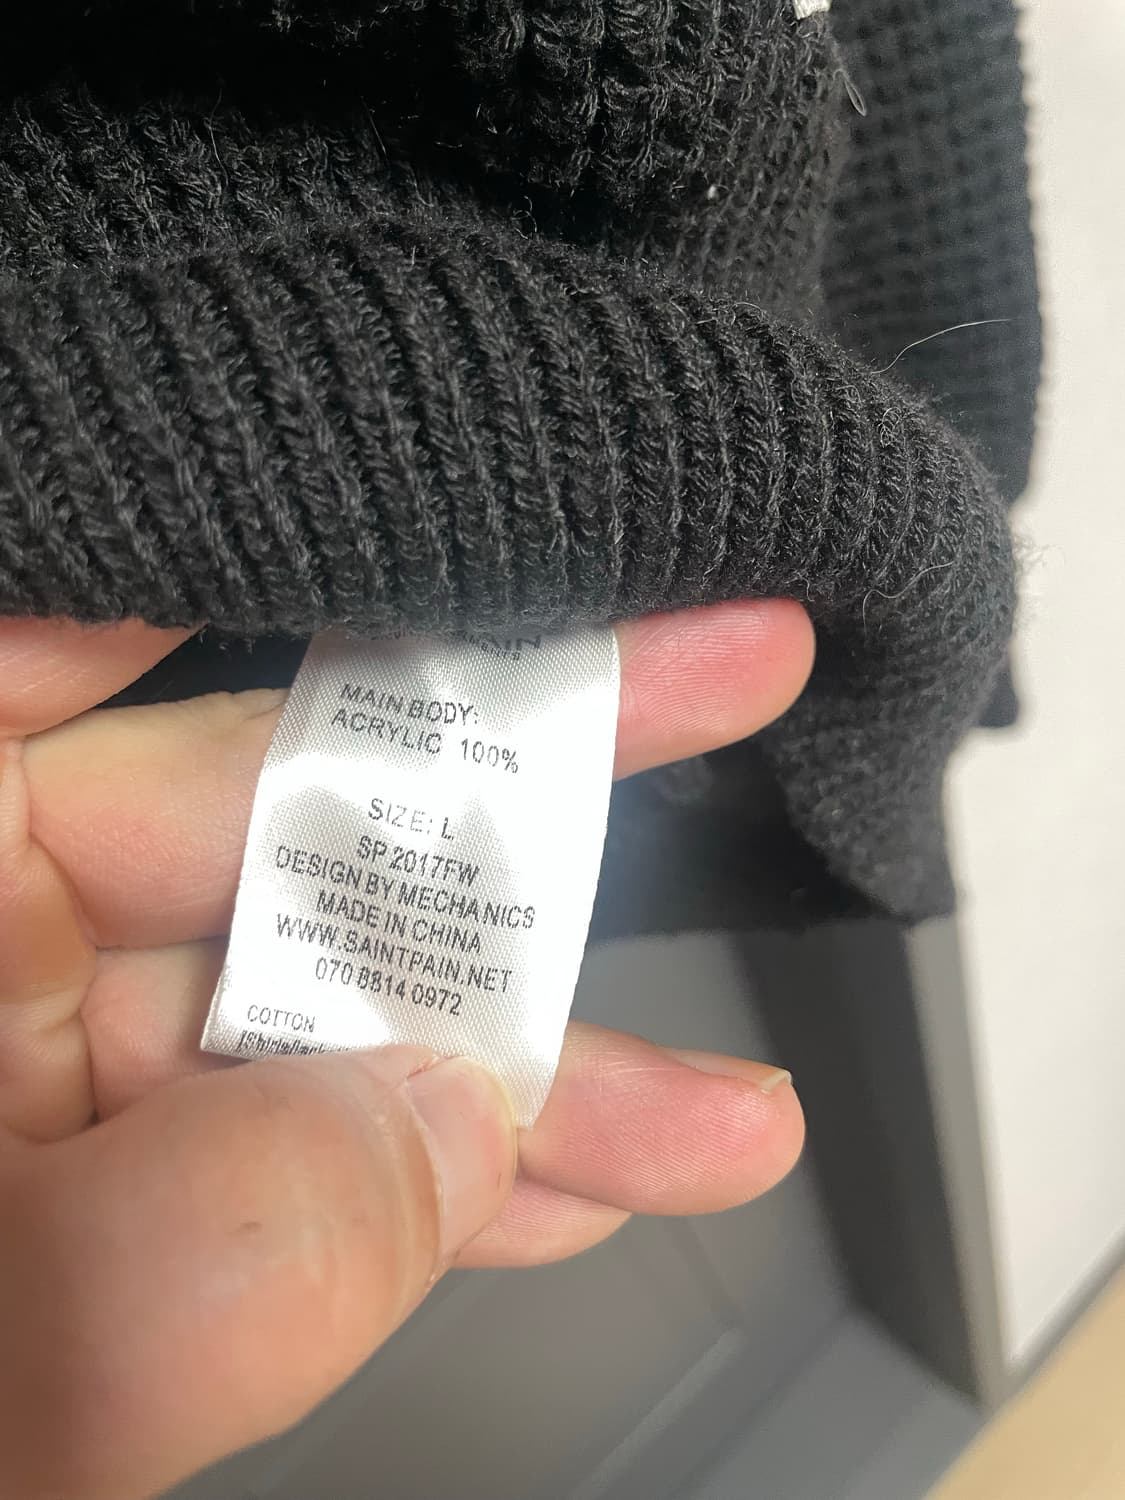 MAIN BODY:
ACRYLIC 100%
SIZE: L
SP 2017FW
DESIGN BY MECHANICS
MADE IN CHINA
WWW.SAINTPAIN.NET
070 8814 0972
COTTON